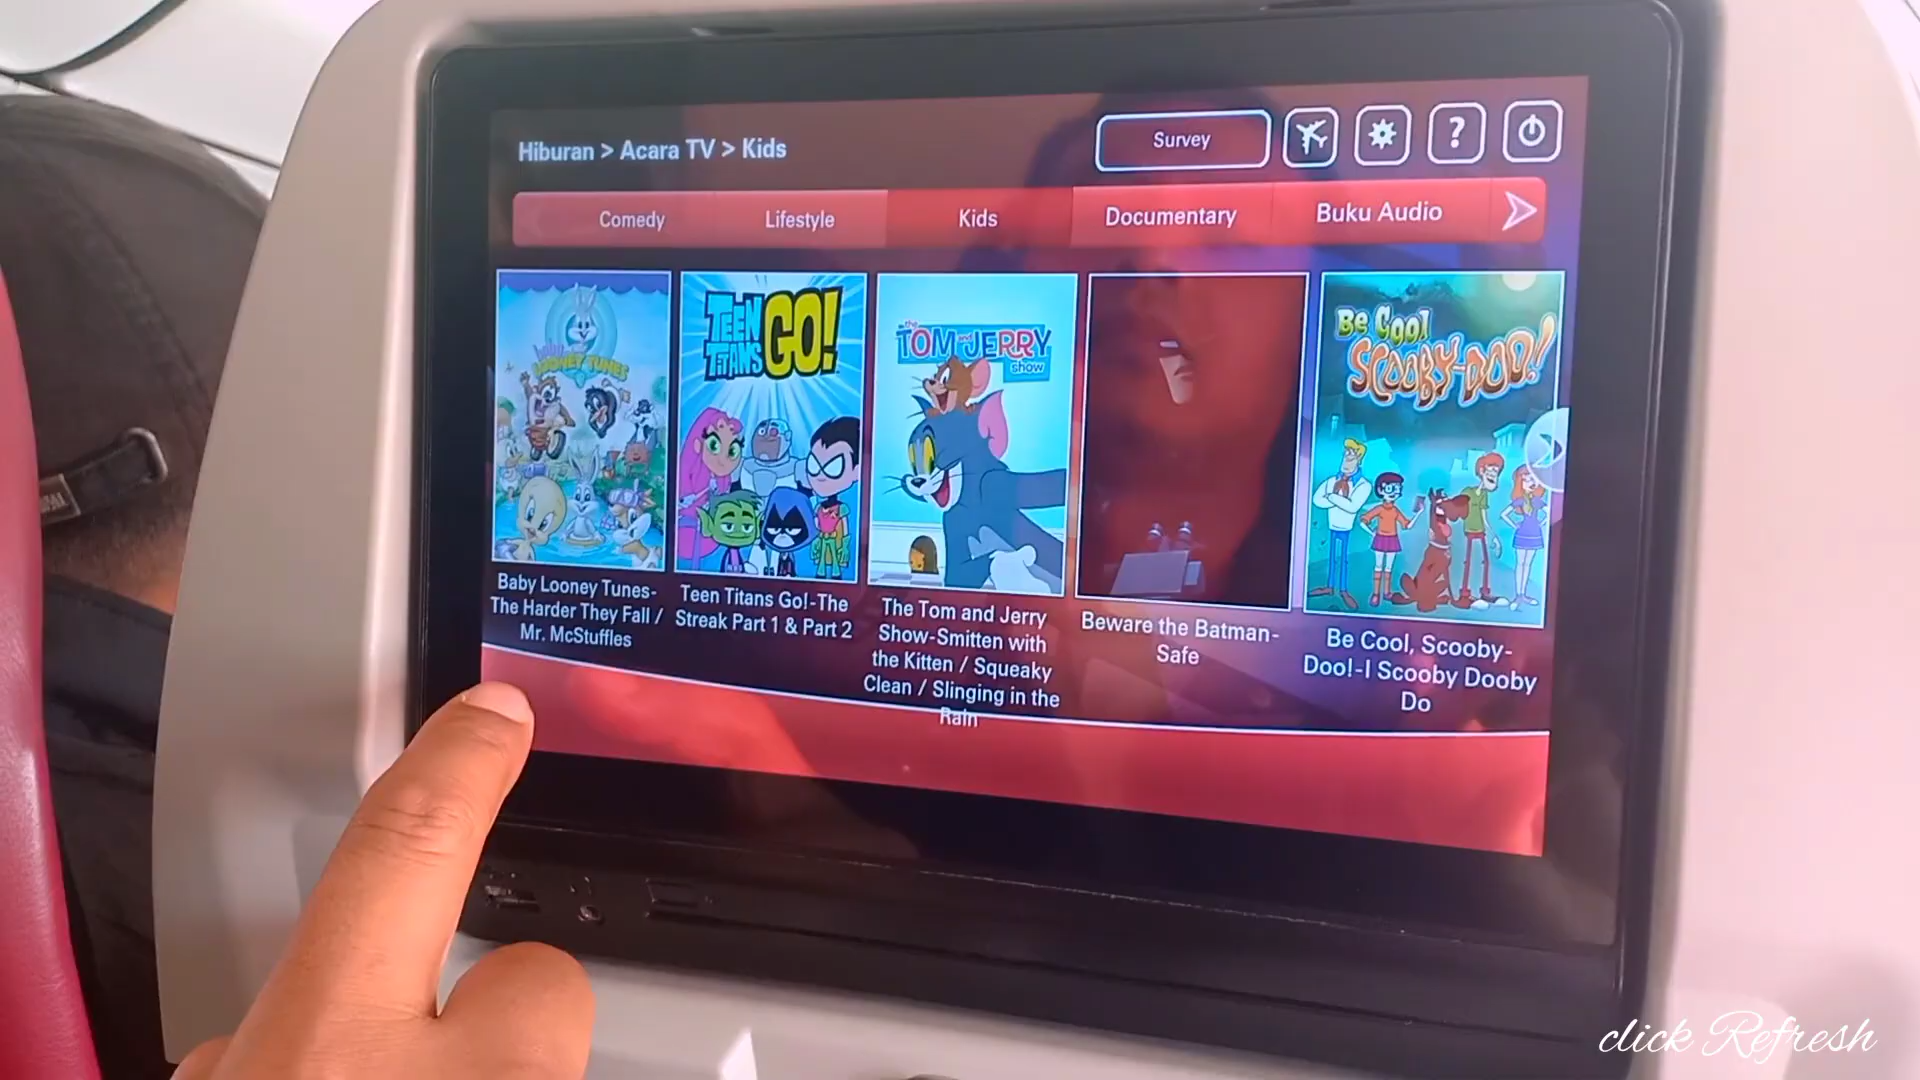 Hiburan > Acara TV > Kids
Survey
?
Comedy
Lifestyle
Kids
Documentary
Buku Audio
baby
LOONEY TUNES
TEEN
TITANS
GO!
the
TOM and JERRY
show
Be Cool
SCOOBY-DOO!
Baby Looney Tunes-
The Harder They Fall /
Mr. McStuffles
Teen Titans Go!-The
Streak Part 1 & Part 2
The Tom and Jerry
Show-Smitten with
the Kitten / Squeaky
Clean / Slinging in the
Rain
Beware the Batman-
Safe
Be Cool, Scooby-
Doo!-I Scooby Dooby
Do
click Refresh